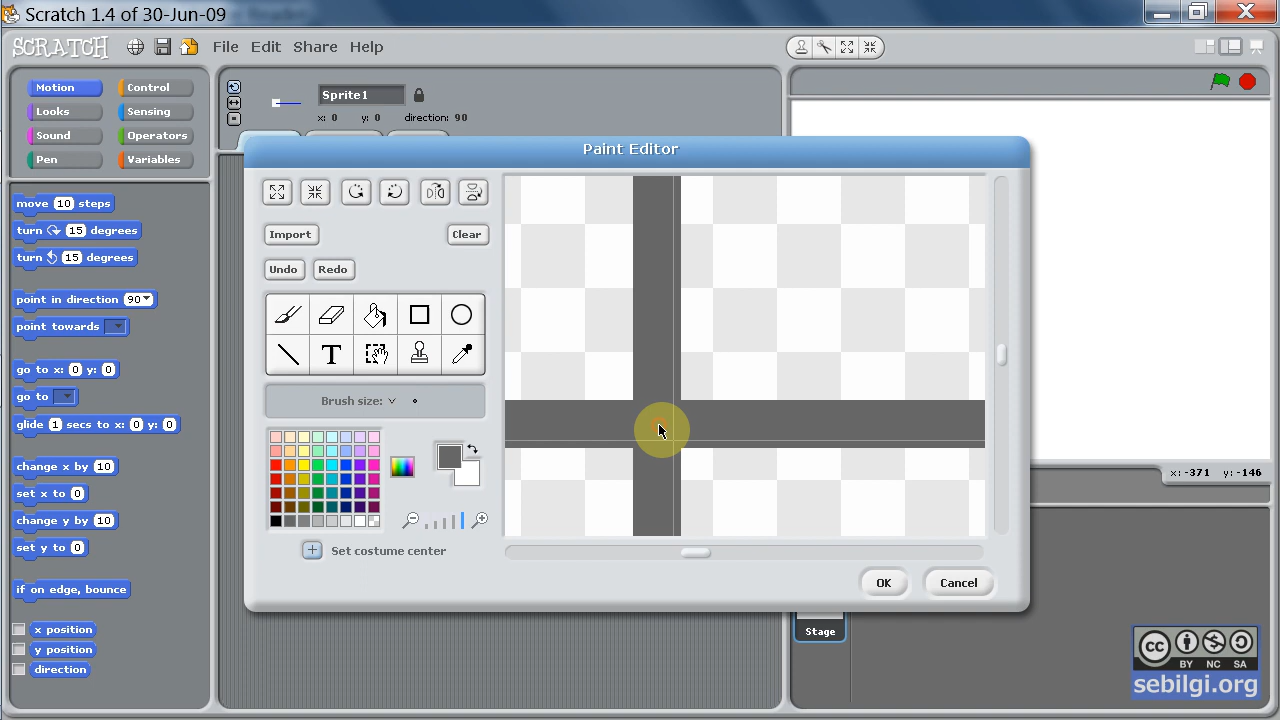 Scratch 1.4 of 30-Jun-09
SCRATCH File Edit Share Help
Motion Control
Looks Sensing
Sound Operators
Pen Variables
Sprite1
x: 0 y: 0 direction: 90
move 10 steps
turn 15 degrees
turn 15 degrees
point in direction 90
point towards
go to x: 0 y: 0
go to
glide 1 secs to x: 0 y: 0
change x by 10
set x to 0
change y by 10
set y to 0
if on edge, bounce
x position
y position
direction
Paint Editor
Import Clear
Undo Redo
T
Brush size:
Set costume center
OK Cancel
x: -371 y: -146
Stage
cc
BY NC SA
sebilgi.org